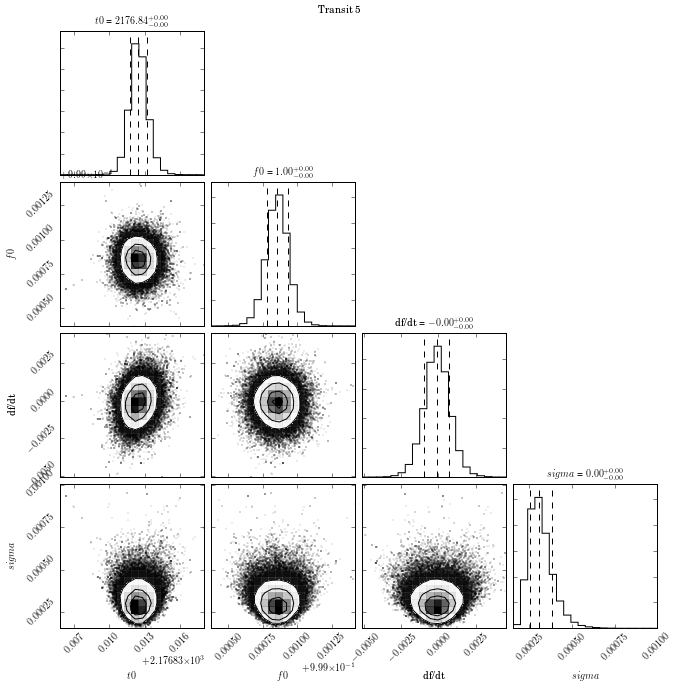 Transit 5
t0 = 2176.84 +0.00 −0.00
f0 = 1.00 +0.00 −0.00
0.00125
0.00100
0.00075
0.00050
f0
df/dt = −0.00 +0.00 −0.00
0.0025
0.0000
−0.0025
df/dt
sigma = 0.00 +0.00 −0.00
0.00075
0.00050
0.00025
sigma
0.007 0.010 0.013 0.016 0.00050 0.00075 0.00100 0.00125 −0.0050 −0.0025 0.0000 0.0025 0.00025 0.00050 0.00075 0.00100
+2.17683×10³ +9.99×10⁻¹
t0 f0 df/dt sigma